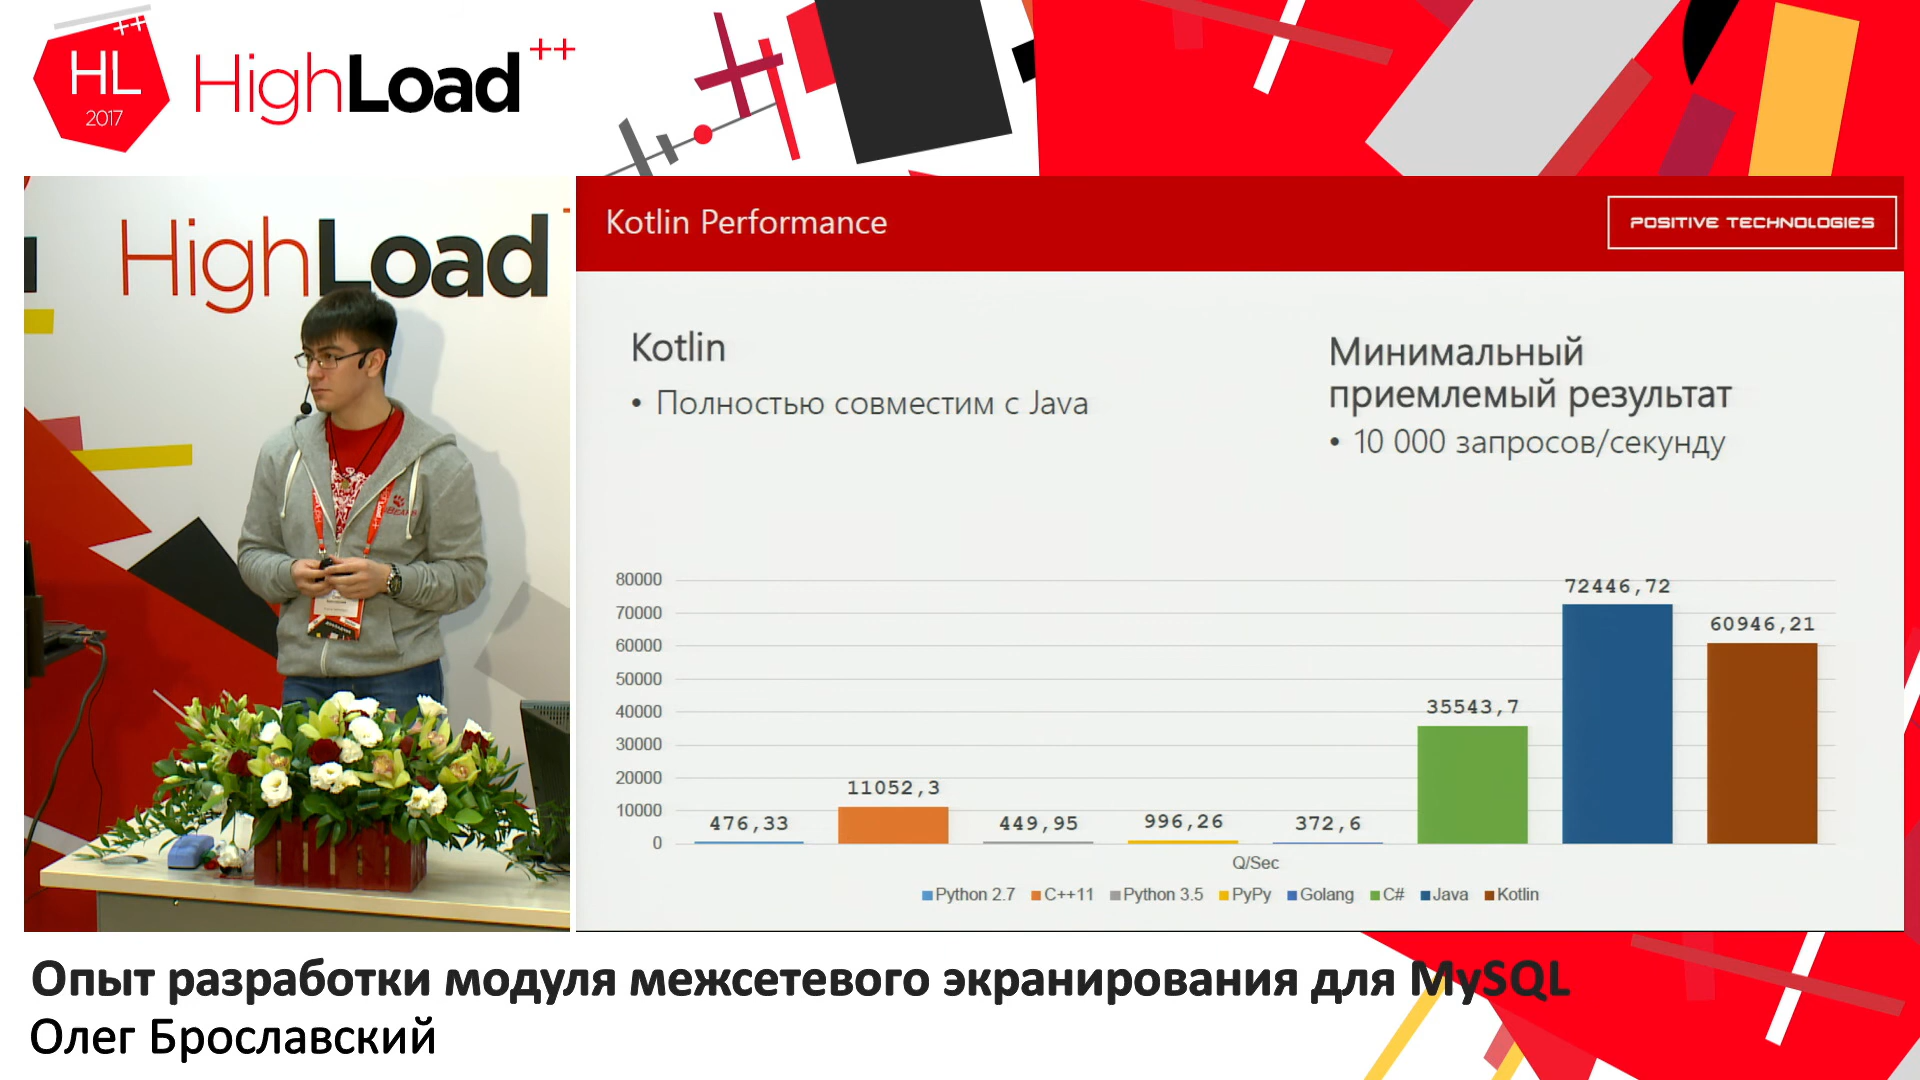 HL++
2017
HighLoad++
HighLoad
Kotlin Performance
POSITIVE TECHNOLOGIES
Kotlin
• Полностью совместим с Java
Минимальный
приемлемый результат
• 10 000 запросов/секунду
80000
70000
60000
50000
40000
30000
20000
10000
0
476,33
11052,3
449,95
996,26
372,6
35543,7
72446,72
60946,21
Q/Sec
Python 2.7 C++11 Python 3.5 PyPy Golang C# Java Kotlin
Опыт разработки модуля межсетевого экранирования для MySQL
Олег Брославский